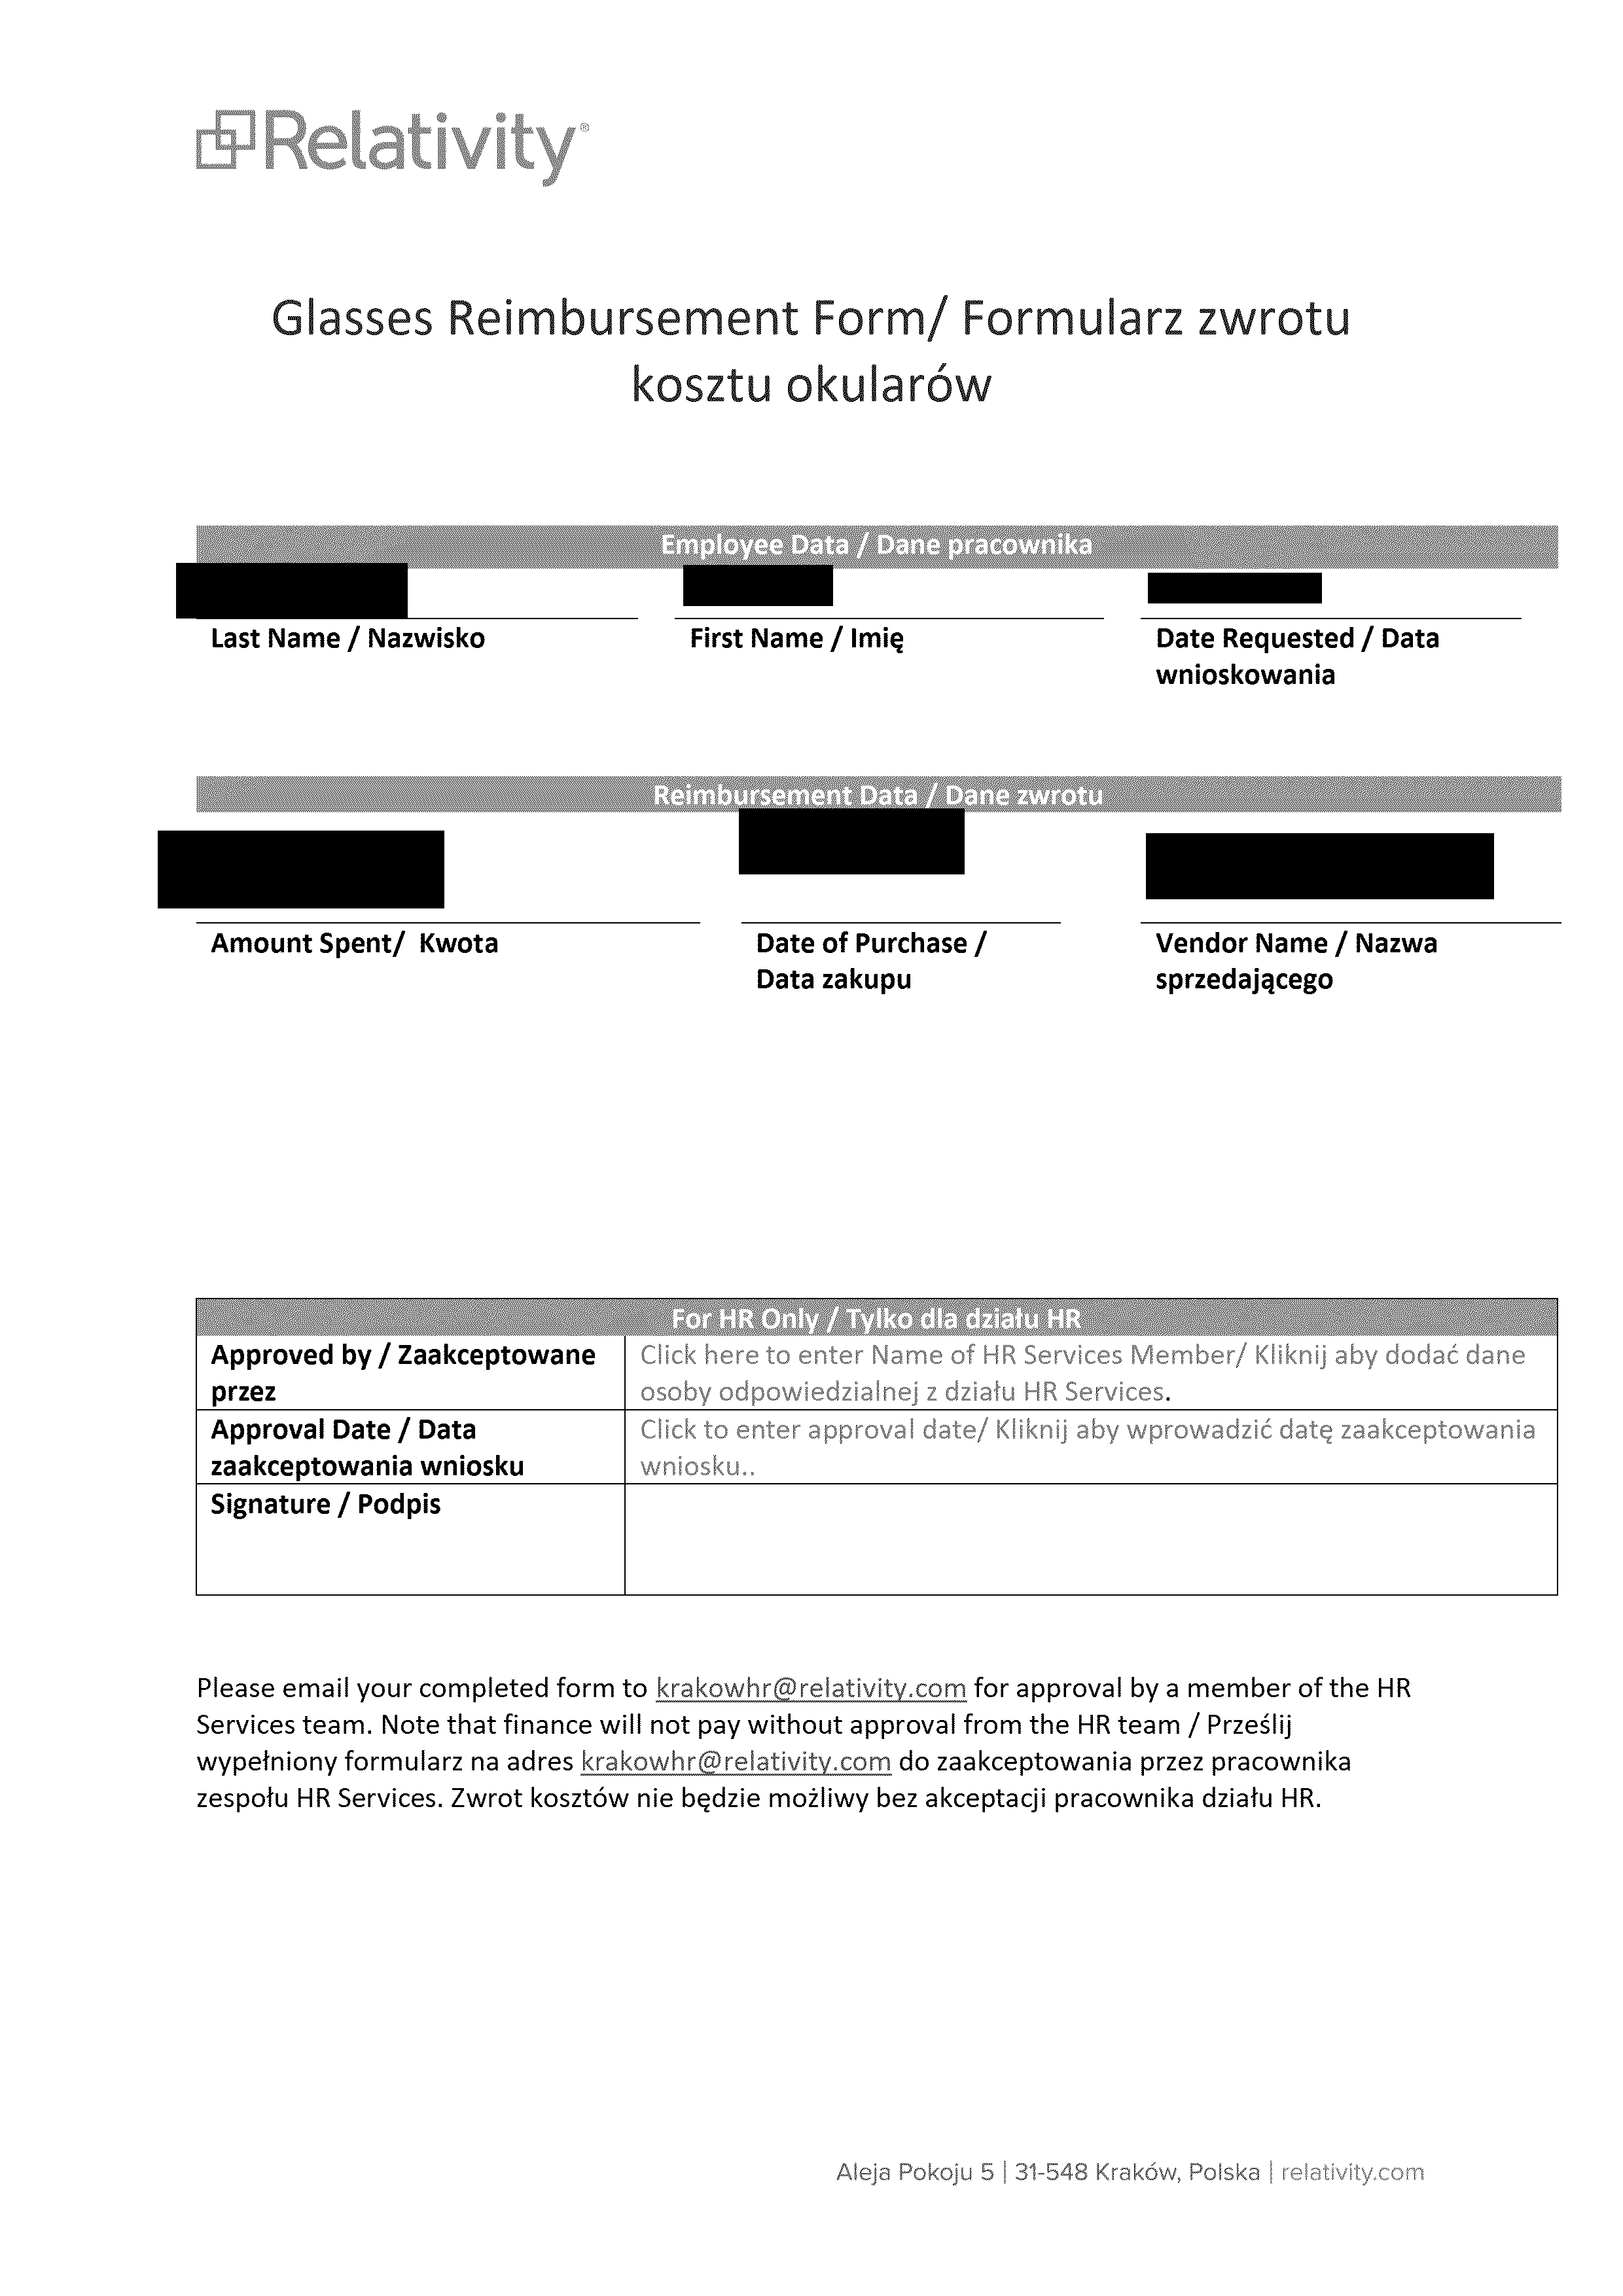 Relativity®
Glasses Reimbursement Form/ Formularz zwrotu
kosztu okularów
Employee Data / Dane pracownika
Last Name / Nazwisko
First Name / Imię
Date Requested / Data
wnioskowania
Reimbursement Data / Dane zwrotu
Amount Spent/  Kwota
Date of Purchase /
Data zakupu
Vendor Name / Nazwa
sprzedającego
For HR Only / Tylko dla działu HR
Approved by / Zaakceptowane
przez
Click here to enter Name of HR Services Member/ Kliknij aby dodać dane
osoby odpowiedzialnej z działu HR Services.
Approval Date / Data
zaakceptowania wniosku
Click to enter approval date/ Kliknij aby wprowadzić datę zaakceptowania
wniosku..
Signature / Podpis
Please email your completed form to krakowhr@relativity.com for approval by a member of the HR
Services team. Note that finance will not pay without approval from the HR team / Prześlij
wypełniony formularz na adres krakowhr@relativity.com do zaakceptowania przez pracownika
zespołu HR Services. Zwrot kosztów nie będzie możliwy bez akceptacji pracownika działu HR.
Aleja Pokoju 5 | 31-548 Kraków, Polska | relativity.com